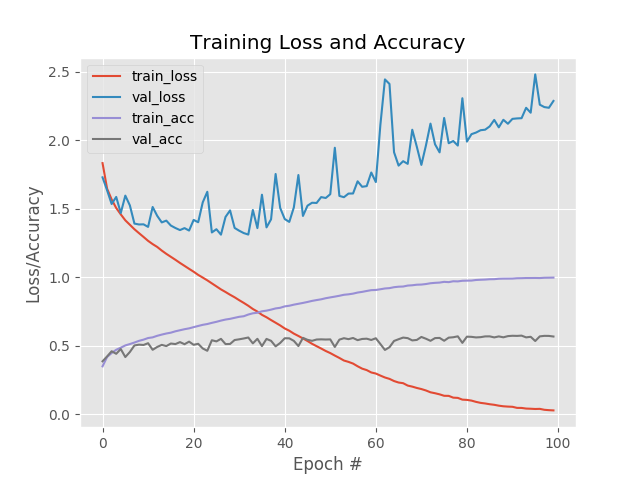 Training Loss and Accuracy
train_loss
val_loss
train_acc
val_acc
2.5
2.0
1.5
1.0
0.5
0.0
Loss/Accuracy
0 20 40 60 80 100
Epoch #